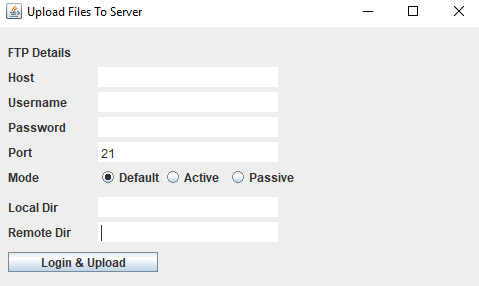 Upload Files To Server
FTP Details
Host
Username
Password
Port 21
Mode Default Active Passive
Local Dir
Remote Dir
Login & Upload